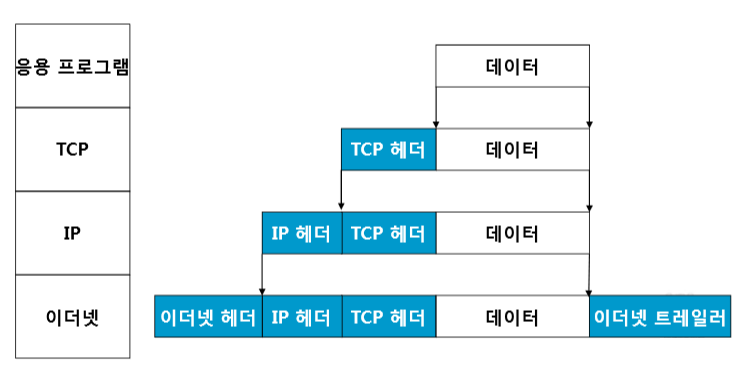 응용 프로그램
데이터
TCP
TCP 헤더
데이터
IP
IP 헤더
TCP 헤더
데이터
이더넷
이더넷 헤더
IP 헤더
TCP 헤더
데이터
이더넷 트레일러